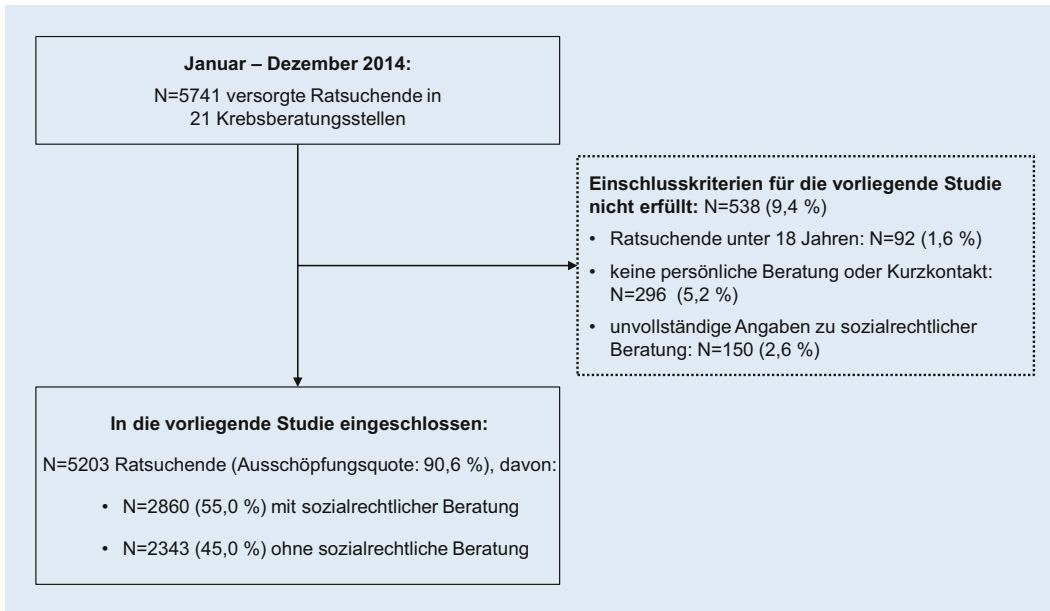 Januar – Dezember 2014:
N=5741 versorgte Ratsuchende in
21 Krebsberatungsstellen
Einschlusskriterien für die vorliegende Studie
nicht erfüllt: N=538 (9,4 %)
• Ratsuchende unter 18 Jahren: N=92 (1,6 %)
• keine persönliche Beratung oder Kurzkontakt:
N=296 (5,2 %)
• unvollständige Angaben zu sozialrechtlicher
Beratung: N=150 (2,6 %)
In die vorliegende Studie eingeschlossen:
N=5203 Ratsuchende (Ausschöpfungsquote: 90,6 %), davon:
• N=2860 (55,0 %) mit sozialrechtlicher Beratung
• N=2343 (45,0 %) ohne sozialrechtliche Beratung